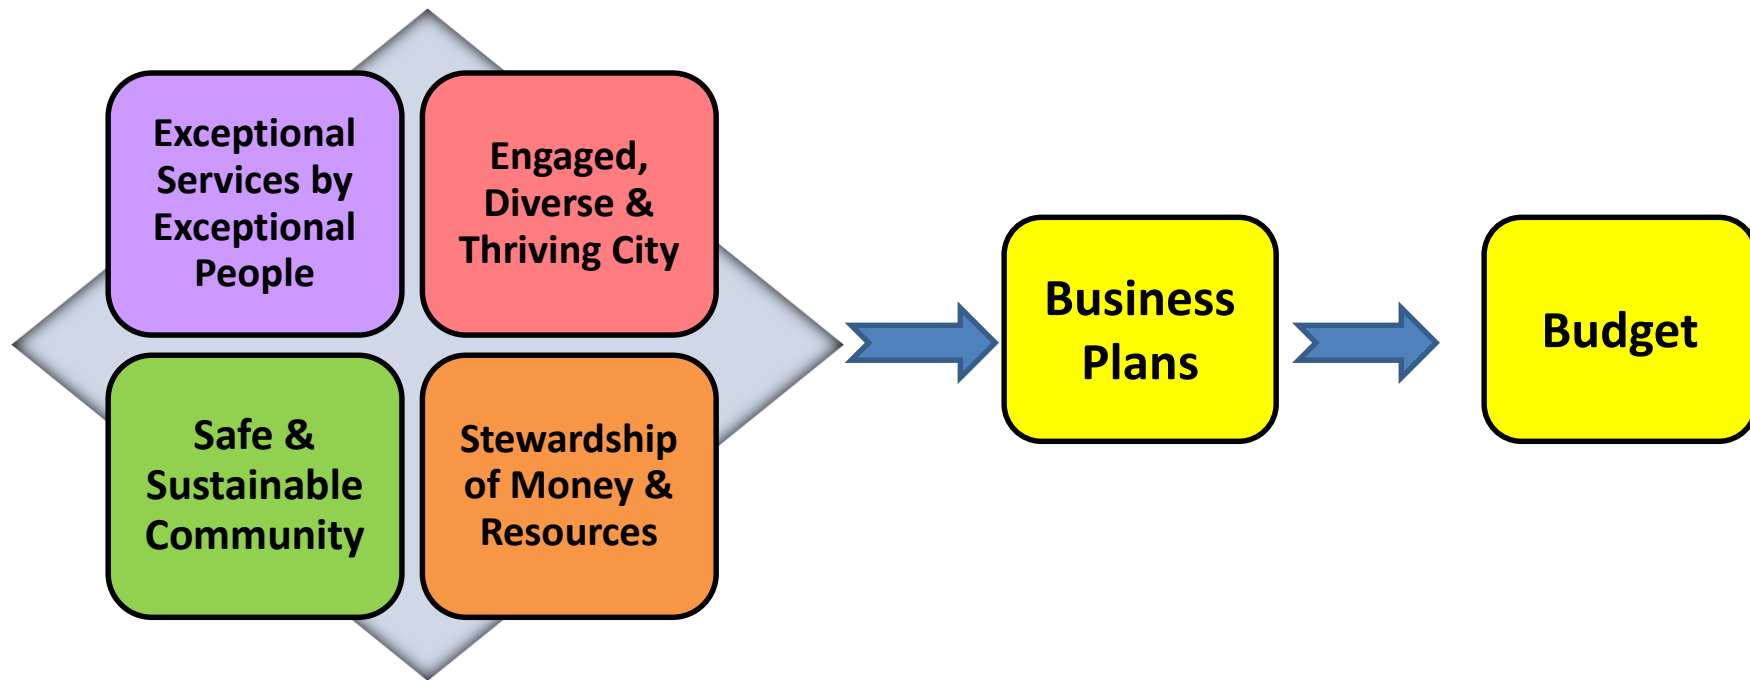 Exceptional
Services by
Exceptional
People
Engaged,
Diverse &
Thriving City
Safe &
Sustainable
Community
Stewardship
of Money &
Resources
Business
Plans
Budget